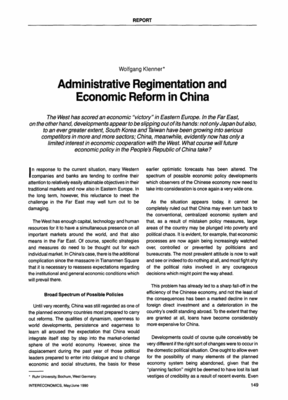 REPORT
Wolfgang Klenner*
Administrative Regimentation and
Economic Reform in China
The West has scored an economic "victory" in Eastern Europe. In the Far East,
on the other hand, developments appear to be slipping out of its hands: not only Japan but also,
to an ever greater extent, South Korea and Taiwan have been growing into serious
competitors in more and more sectors; China, meanwhile, evidently now has only a
limited interest in economic cooperation with the West. What course will future
economic policy in the People's Republic of China take?
In response to the current situation, many Western
companies and banks are tending to confine their
attention to relatively easily attainable objectives in their
traditional markets and now also in Eastern Europe. In
the long term, however, this reluctance to meet the
challenge in the Far East may well turn out to be
damaging.
The West has enough capital, technology and human
resources for it to have a simultaneous presence on all
important markets around the world, and that also
means in the Far East. Of course, specific strategies
and measures do need to be thought out for each
individual market. In China's case, there is the additional
complication since the massacre in Tiananmen Square
that it is necessary to reassess expectations regarding
the institutional and general economic conditions which
will prevail there.
Broad Spectrum of Possible Policies
Until very recently, China was still regarded as one of
the planned economy countries most prepared to carry
out reforms. The qualities of dynamism, openness to
world developments, persistence and eagerness to
learn all aroused the expectation that China would
integrate itself step by step into the market-oriented
sphere of the world economy. However, since the
displacement during the past year of those political
leaders prepared to enter into dialogue and to change
economic and social structures, the basis for these
* Ruhr University, Bochum, West Germany.
earlier optimistic forecasts has been altered. The
spectrum of possible economic policy developments
which observers of the Chinese economy now need to
take into consideration is once again a very wide one.
As the situation appears today, it cannot be
completely ruled out that China may even turn back to
the conventional, centralized economic system and
that, as a result of mistaken policy measures, large
areas of the country may be plunged into poverty and
political chaos. It is evident, for example, that economic
processes are now again being increasingly watched
over, controlled or prevented by politicians and
bureaucrats. The most prevalent attitude is now to wait
and see or indeed to do nothing at all, and most fight shy
of the political risks involved in any courageous
decisions which might point the way ahead.
This problem has already led to a sharp fall-off in the
efficiency of the Chinese economy, and not the least of
the consequences has been a marked decline in new
foreign direct investment and a deterioration in the
country's credit standing abroad. To the extent that they
are granted at all, loans have become considerably
more expensive for China.
Developments could of course quite conceivably be
very different if the right sort of changes were to occur in
the domestic political situation. One ought to allow even
for the possibility of many elements of the planned
economy system being abandoned, given that the
"planning faction" might be deemed to have lost its last
vestiges of credibility as a result of recent events. Even
INTERECONOMICS, May/June 1990
149